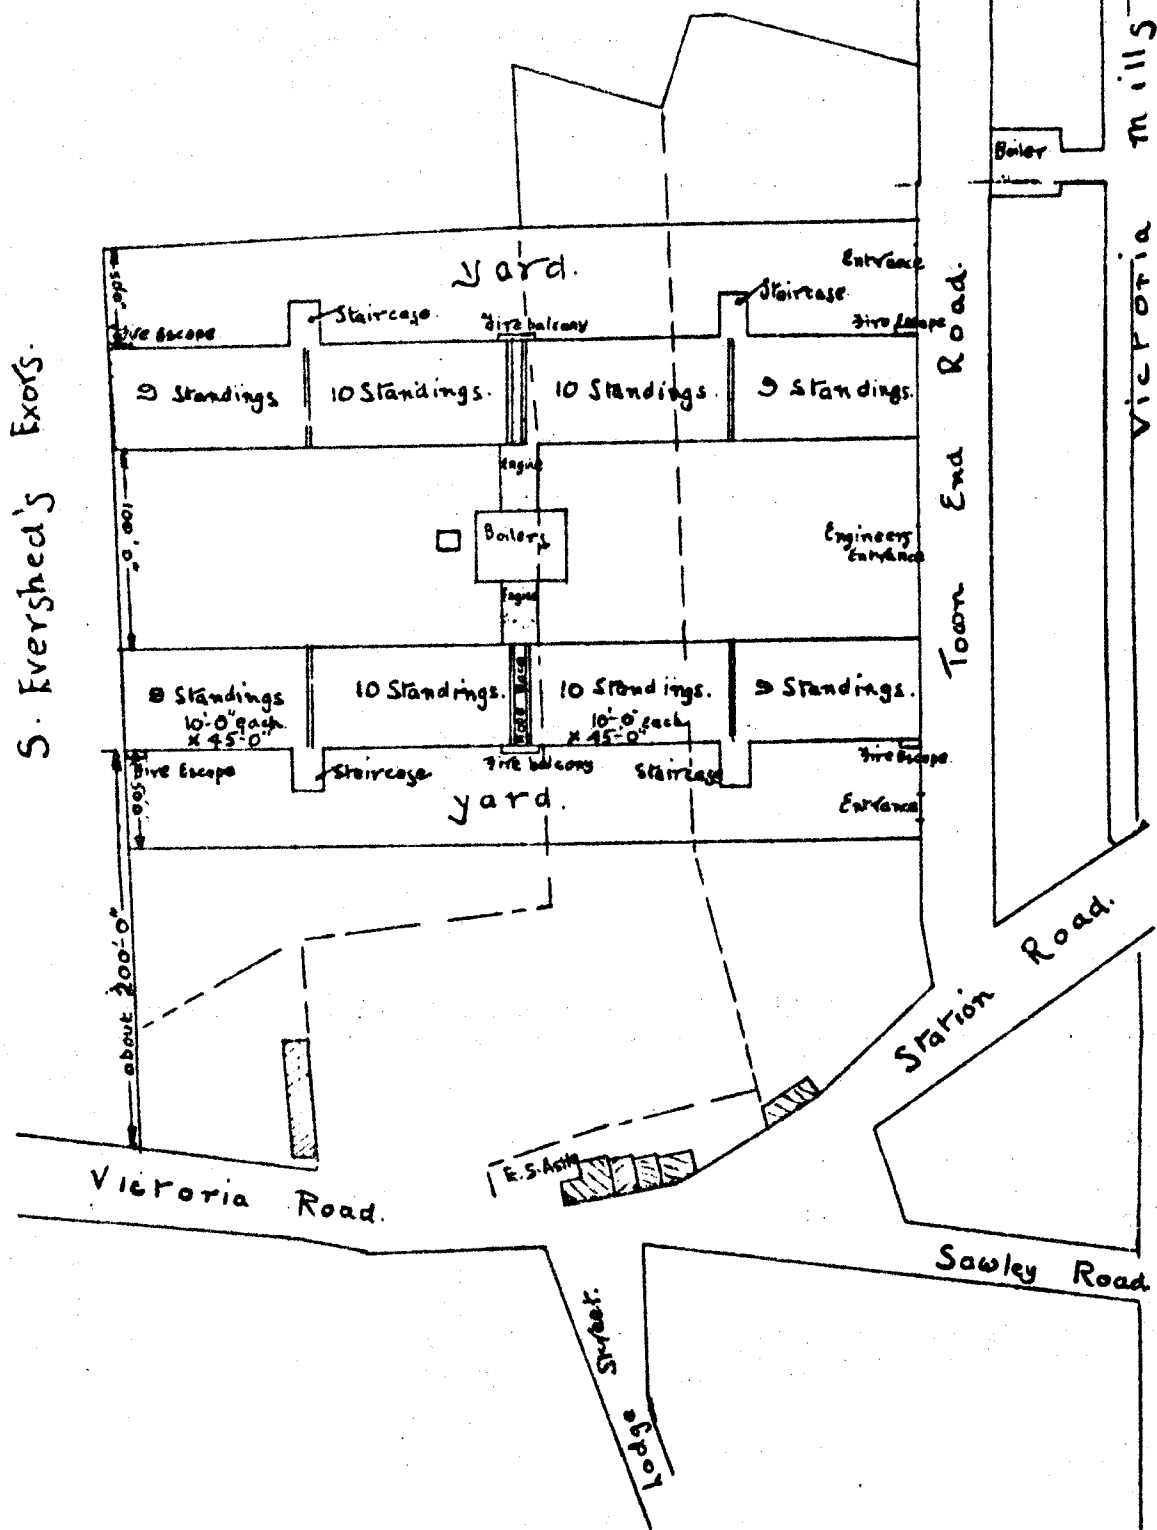 Victoria Mills
Boiler
yard.
Entrance
50'0"
Staircase.
Staircase.
Fire balcony
Fire Escape
Fire Escape
9 Standings
10 Standings.
10 Standings.
9 Standings.
S. Evershed's Exors.
Town End Road.
Engine
100'0"
Boilers
Engineers
Entrance
Engine
8 Standings
10'-0" each.
x 45'-0"
10 Standings.
Rope Race
10 Standings.
10'-0" each
x 45'-0"
9 Standings.
Fire Escape
Staircase
Fire balcony
Staircase
Fire Escape.
50'0
yard.
Entrance
about 200'-0"
Station Road.
E.S.
Victoria Road.
Sawley Road
Lodge Street.